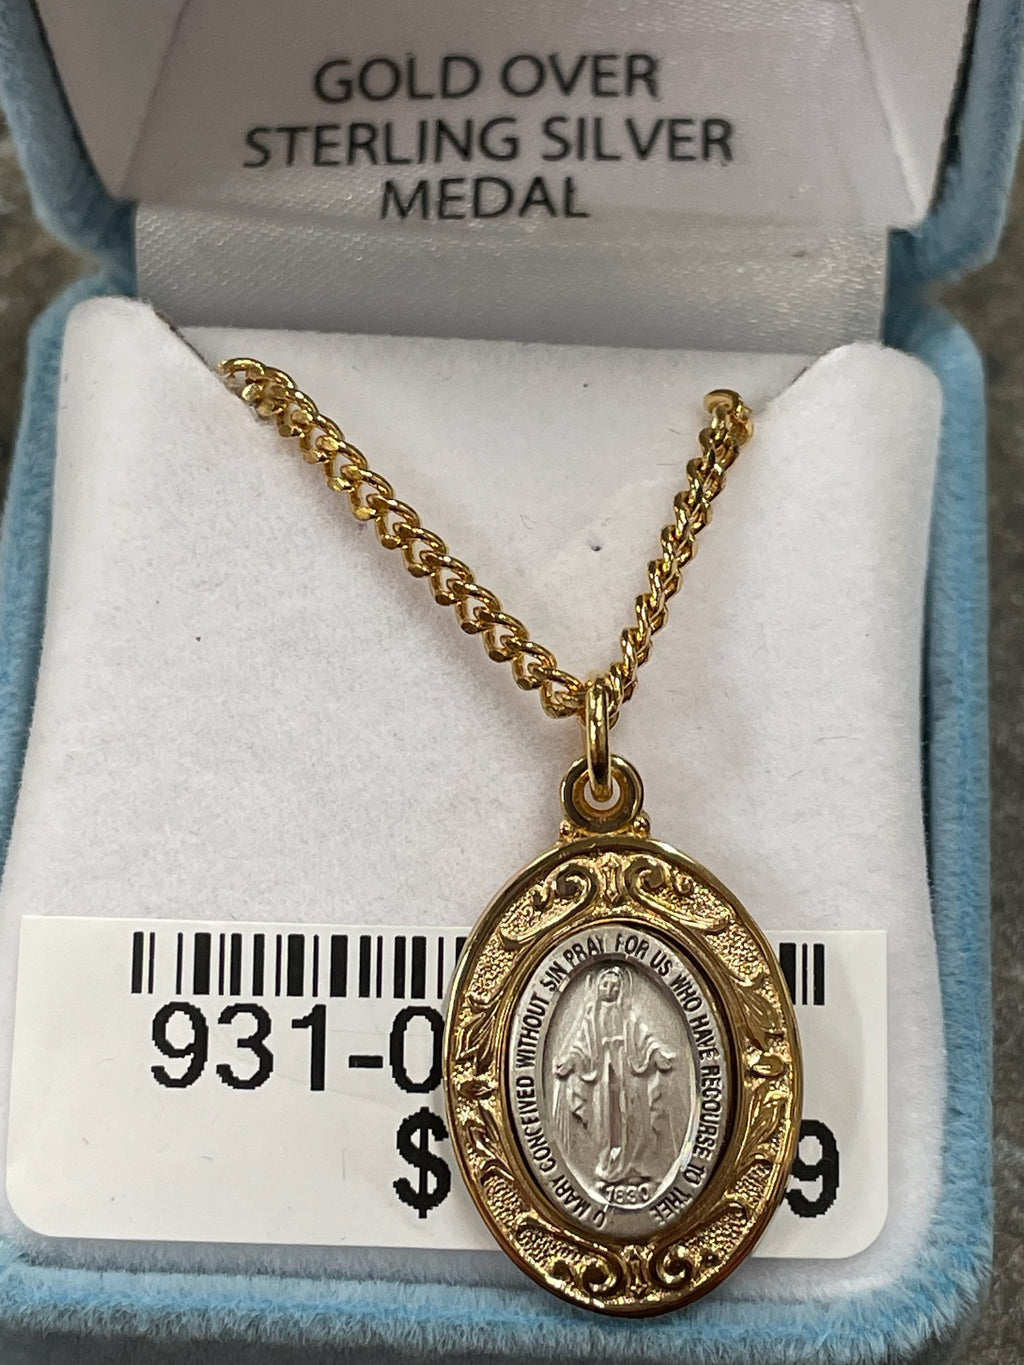 GOLD OVER
STERLING SILVER
MEDAL
931-0
$ 9
O MARY CONCEIVED WITHOUT SIN PRAY FOR US WHO HAVE RECOURSE TO THEE
1830